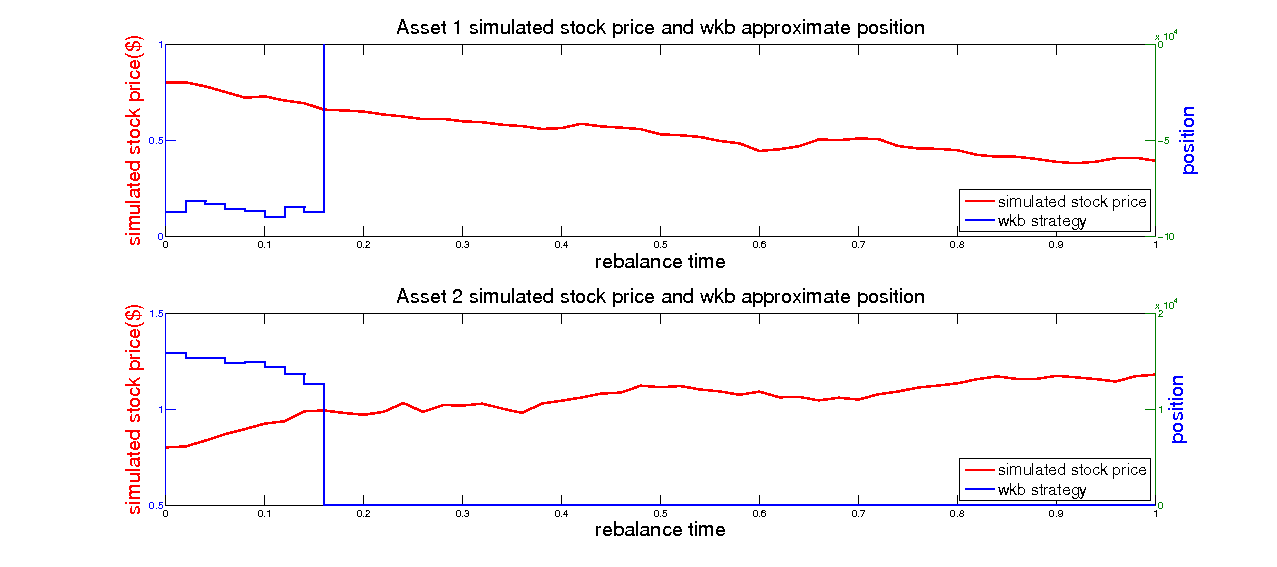 Asset 1 simulated stock price and wkb approximate position
simulated stock price($)
1
0.5
0
x 10^4
0
-5
-10
position
simulated stock price
wkb strategy
0 0.1 0.2 0.3 0.4 0.5 0.6 0.7 0.8 0.9 1
rebalance time
Asset 2 simulated stock price and wkb approximate position
simulated stock price($)
1.5
1
0.5
x 10^4
2
1
0
position
simulated stock price
wkb strategy
0 0.1 0.2 0.3 0.4 0.5 0.6 0.7 0.8 0.9 1
rebalance time